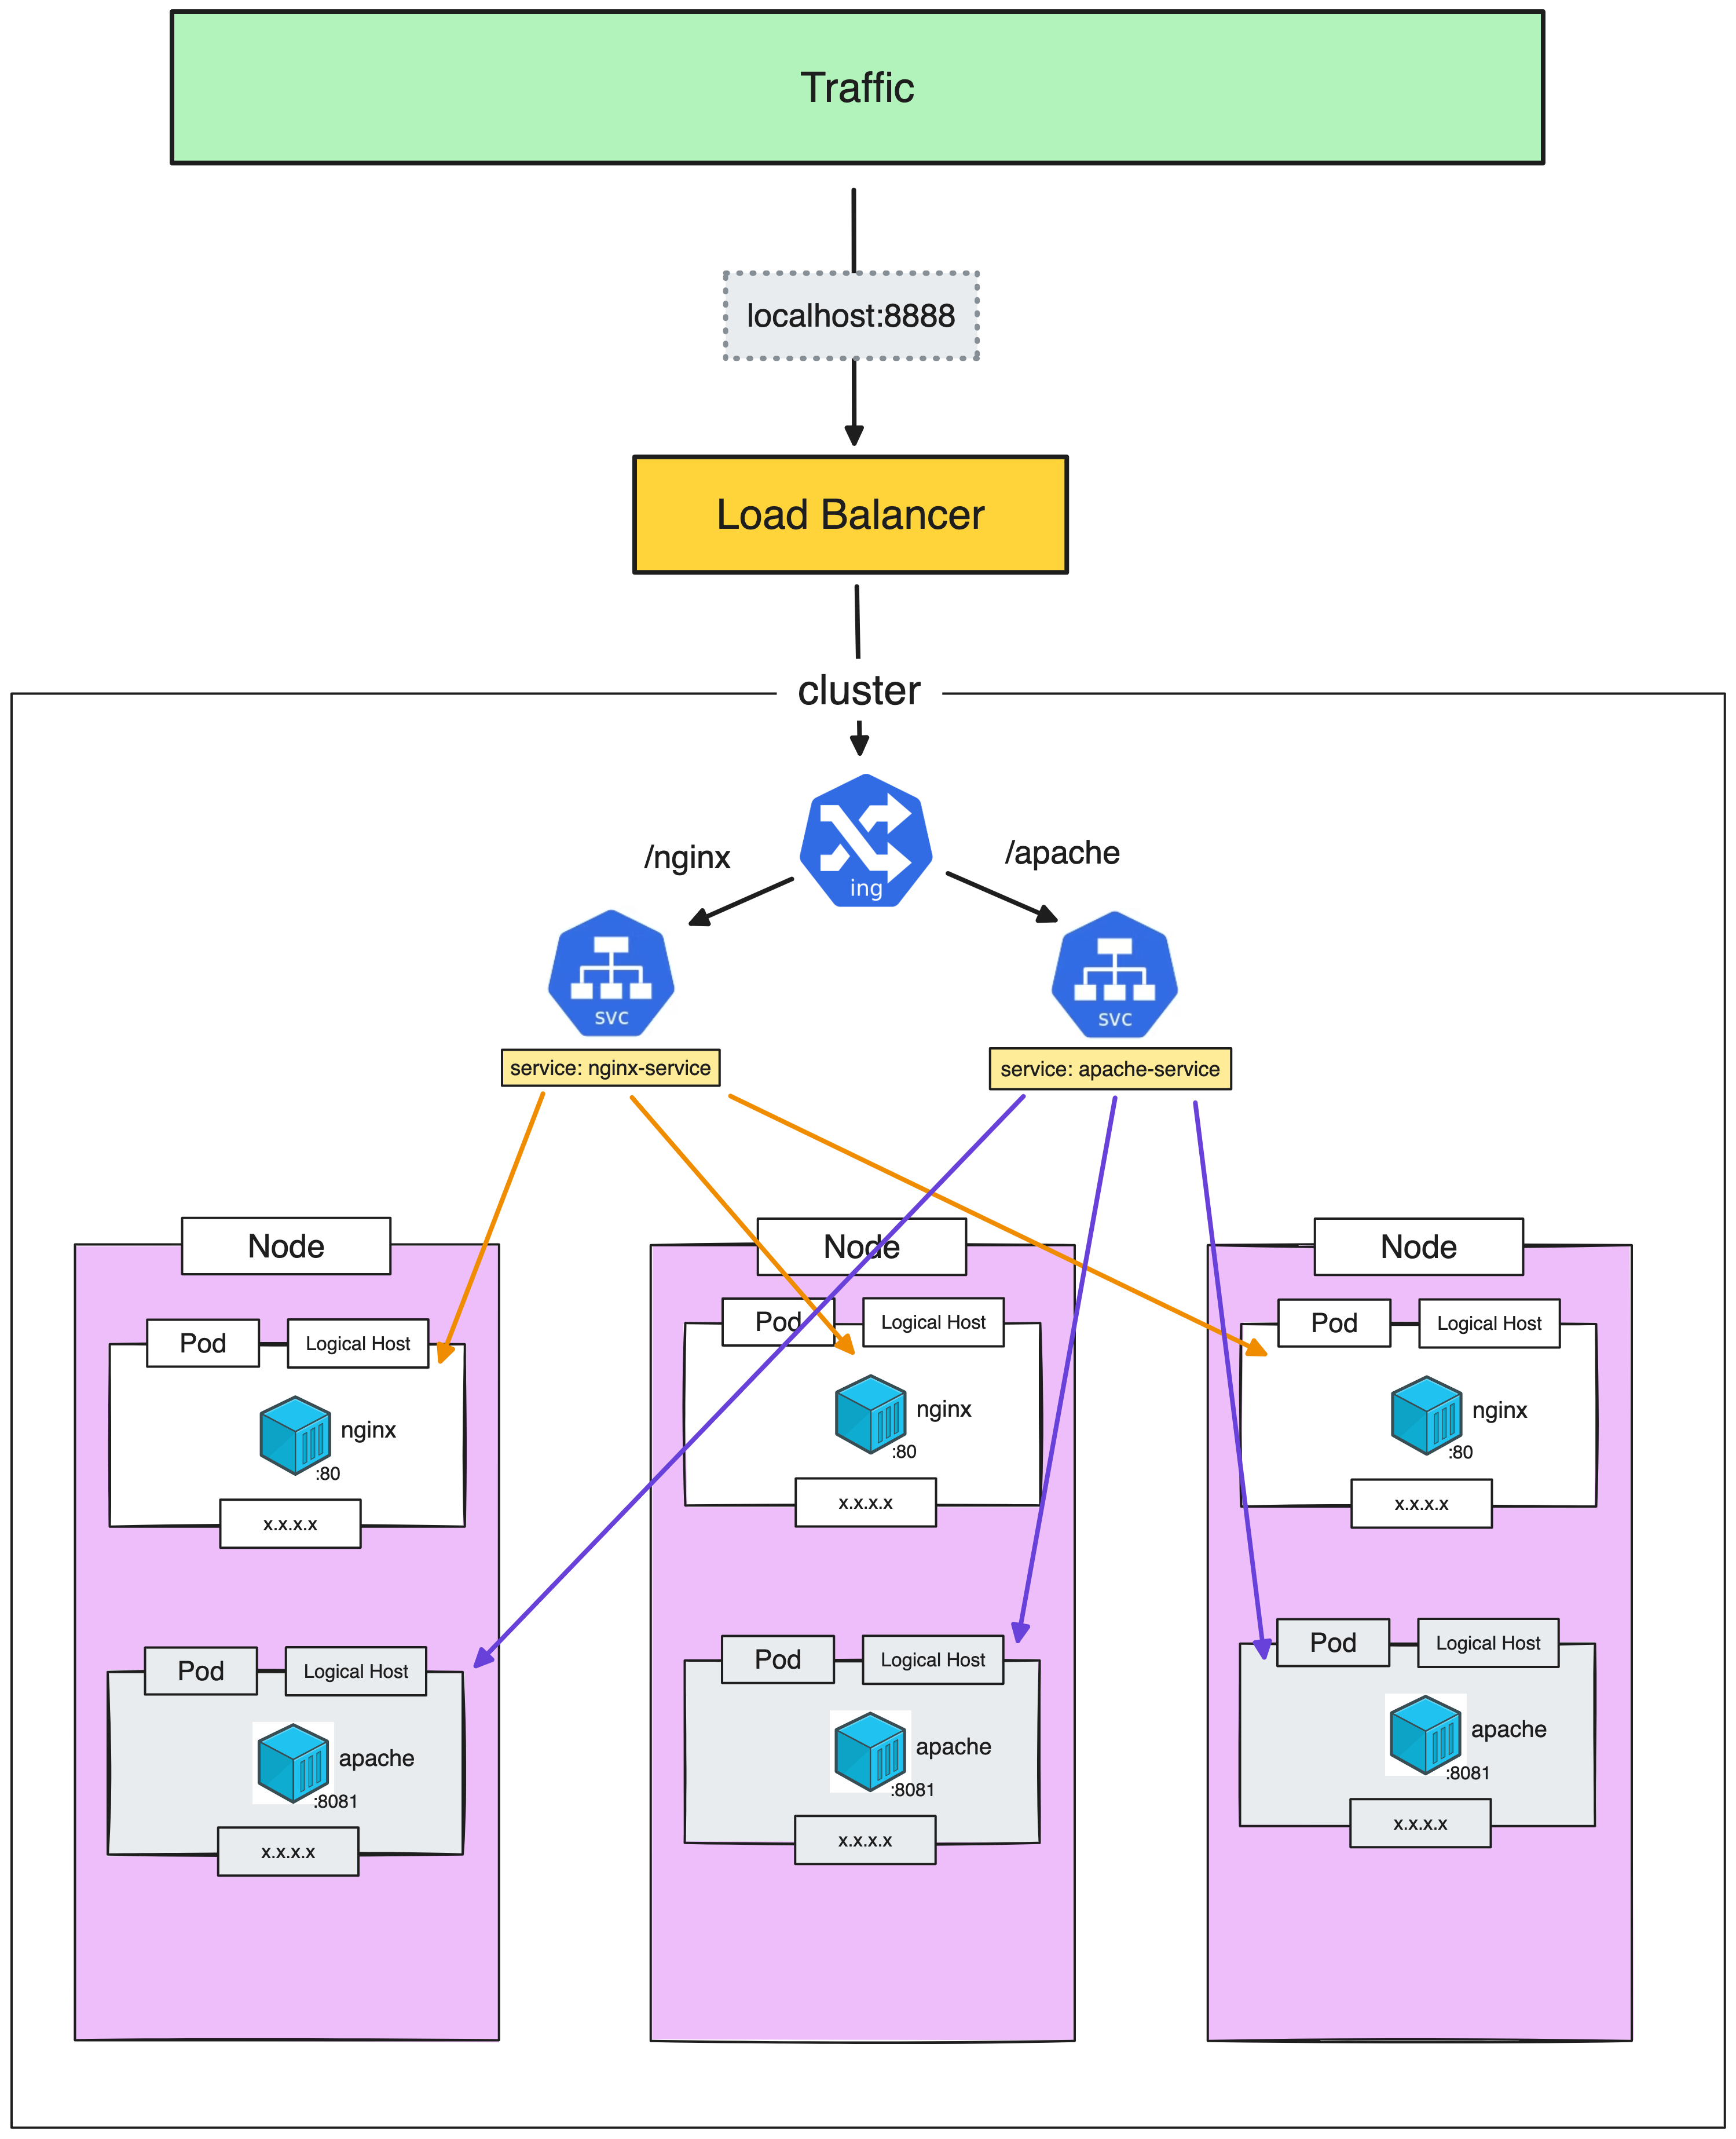 Traffic
localhost:8888
Load Balancer
cluster
ing
/nginx
/apache
svc
svc
service: nginx-service
service: apache-service
Node
Node
Node
Pod
Logical Host
nginx
:80
x.x.x.x
Pod
Logical Host
nginx
:80
x.x.x.x
Pod
Logical Host
nginx
:80
x.x.x.x
Pod
Logical Host
apache
:8081
x.x.x.x
Pod
Logical Host
apache
:8081
x.x.x.x
Pod
Logical Host
apache
:8081
x.x.x.x